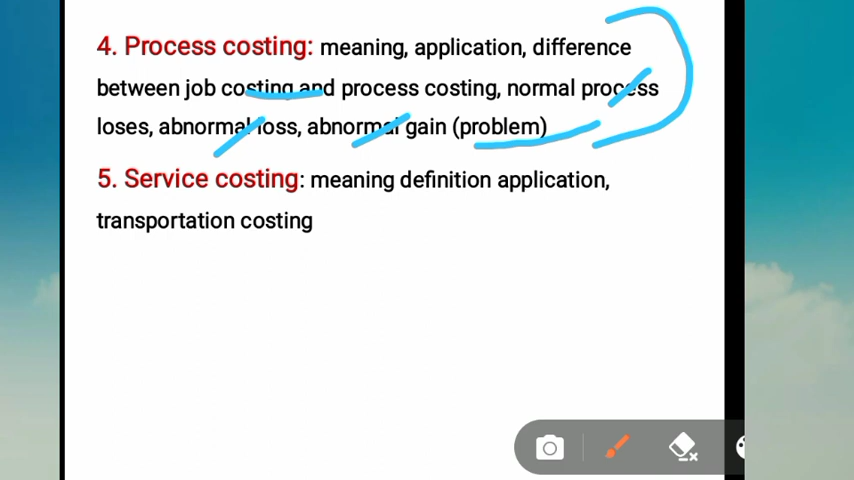 4. Process costing: meaning, application, difference
between job costing and process costing, normal process
loses, abnormal loss, abnormal gain (problem)
5. Service costing: meaning definition application,
transportation costing